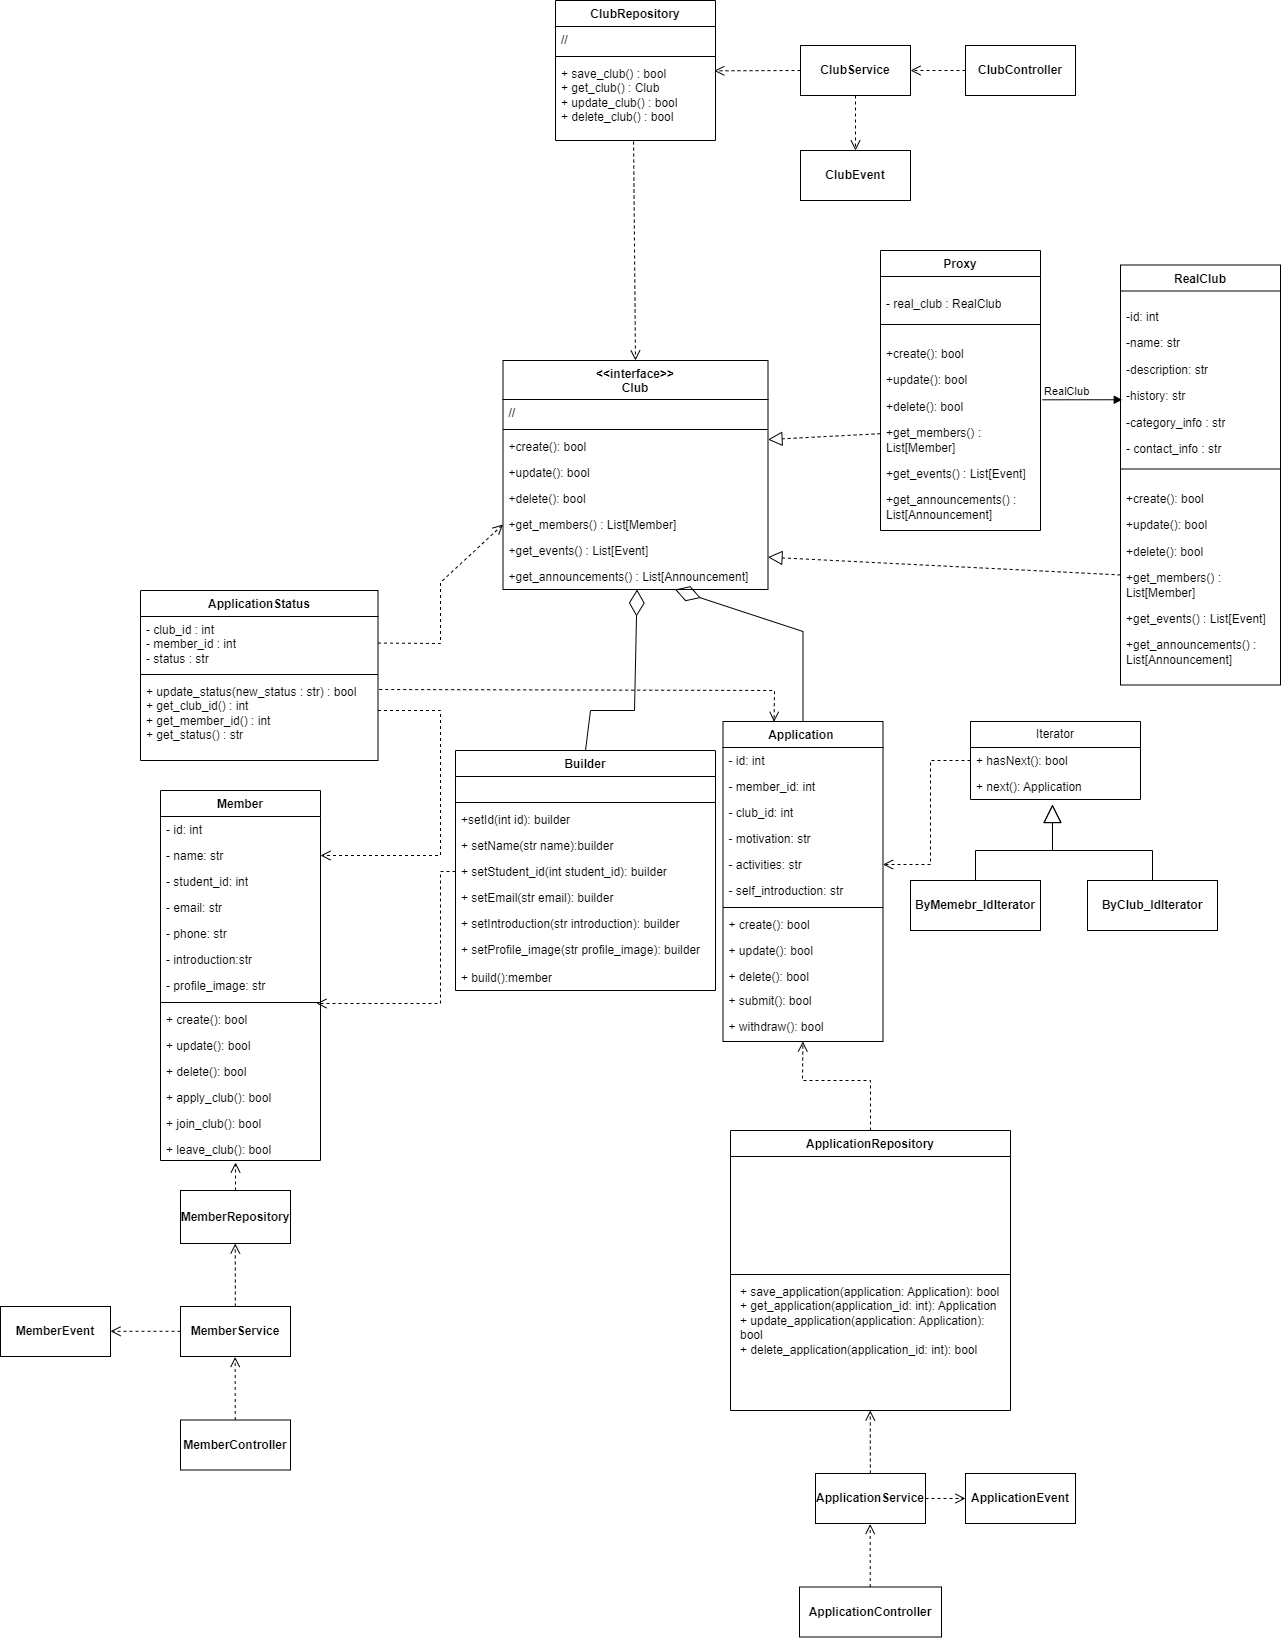 ClubRepository
//
+ save_club() : bool
+ get_club() : Club
+ update_club() : bool
+ delete_club() : bool
ClubService
ClubController
ClubEvent
Proxy
- real_club : RealClub
+create(): bool
+update(): bool
+delete(): bool
+get_members() :
List[Member]
+get_events() : List[Event]
+get_announcements() :
List[Announcement]
RealClub
RealClub
-id: int
-name: str
-description: str
-history: str
-category_info : str
- contact_info : str
+create(): bool
+update(): bool
+delete(): bool
+get_members() :
List[Member]
+get_events() : List[Event]
+get_announcements() :
List[Announcement]
<<interface>>
Club
//
+create(): bool
+update(): bool
+delete(): bool
+get_members() : List[Member]
+get_events() : List[Event]
+get_announcements() : List[Announcement]
ApplicationStatus
- club_id : int
- member_id : int
- status : str
+ update_status(new_status : str) : bool
+ get_club_id() : int
+ get_member_id() : int
+ get_status() : str
Member
- id: int
- name: str
- student_id: int
- email: str
- phone: str
- introduction:str
- profile_image: str
+ create(): bool
+ update(): bool
+ delete(): bool
+ apply_club(): bool
+ join_club(): bool
+ leave_club(): bool
Builder
+setId(int id): builder
+ setName(str name):builder
+ setStudent_id(int student_id): builder
+ setEmail(str email): builder
+ setIntroduction(str introduction): builder
+ setProfile_image(str profile_image): builder
+ build():member
Application
- id: int
- member_id: int
- club_id: int
- motivation: str
- activities: str
- self_introduction: str
+ create(): bool
+ update(): bool
+ delete(): bool
+ submit(): bool
+ withdraw(): bool
Iterator
+ hasNext(): bool
+ next(): Application
ByMemebr_IdIterator
ByClub_IdIterator
ApplicationRepository
+ save_application(application: Application): bool
+ get_application(application_id: int): Application
+ update_application(application: Application):
bool
+ delete_application(application_id: int): bool
MemberRepository
MemberEvent
MemberService
MemberController
ApplicationService
ApplicationEvent
ApplicationController